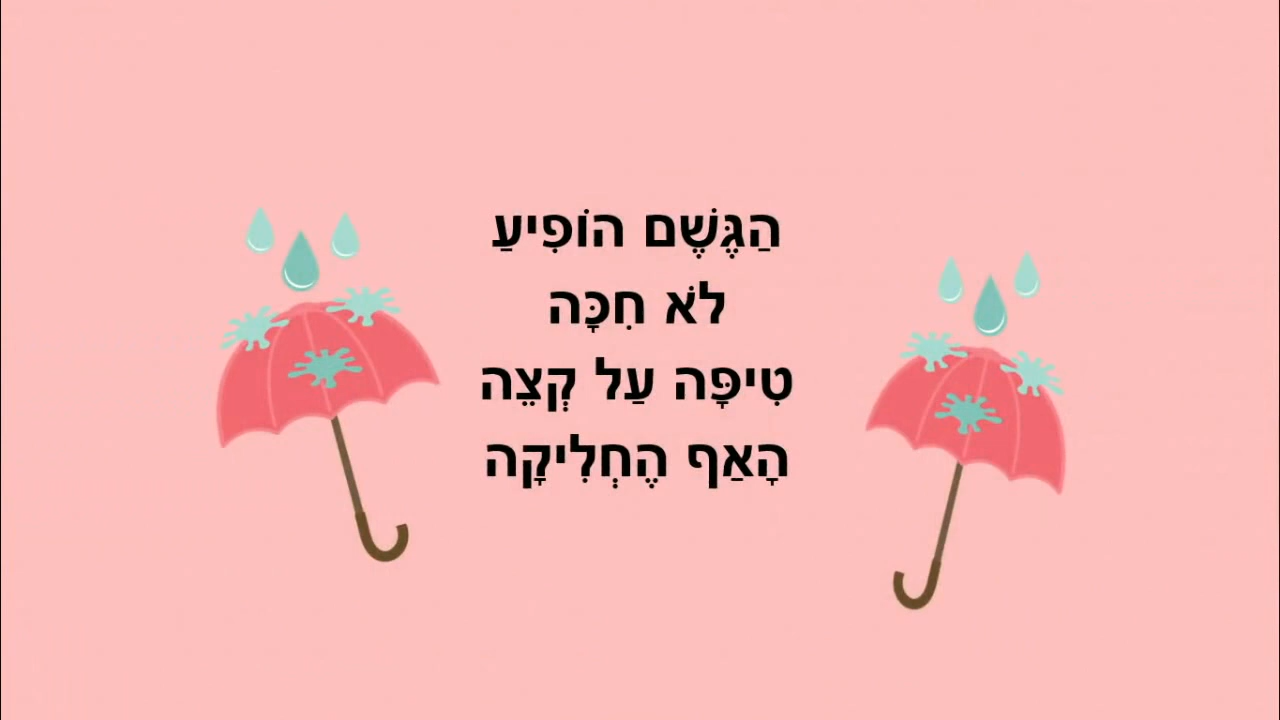 הַגֶּשֶׁם הוֹפִיעַ
לֹא חִכָּה
טִיפָּה עַל קְצֵה
הָאַף הֶחְלִיקָה